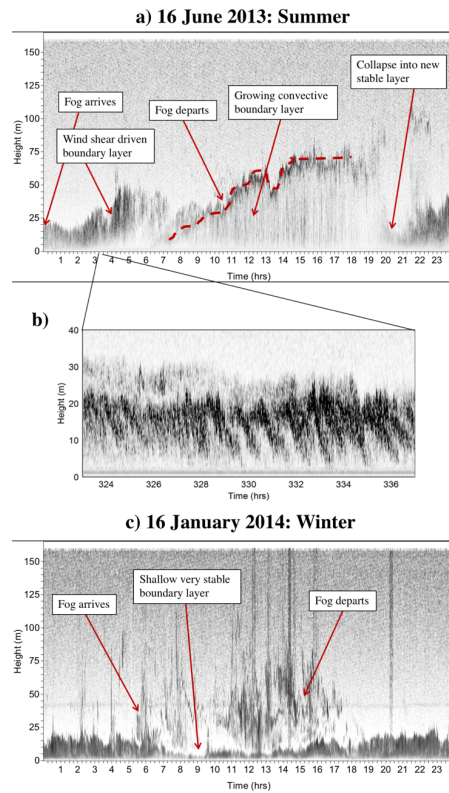 a) 16 June 2013: Summer
150
125
100
75
50
25
0
Height (m)
Fog arrives
Wind shear driven
boundary layer
Fog departs
Growing convective
boundary layer
Collapse into new
stable layer
1 2 3 4 5 6 7 8 9 10 11 12 13 14 15 16 17 18 19 20 21 22 23
Time (hrs)
b)
40
30
20
10
0
Height (m)
324 326 328 330 332 334 336
Time (hrs)
c) 16 January 2014: Winter
150
125
100
75
50
25
0
Height (m)
Fog arrives
Shallow very stable
boundary layer
Fog departs
1 2 3 4 5 6 7 8 9 10 11 12 13 14 15 16 17 18 19 20 21 22 23
Time (hrs)